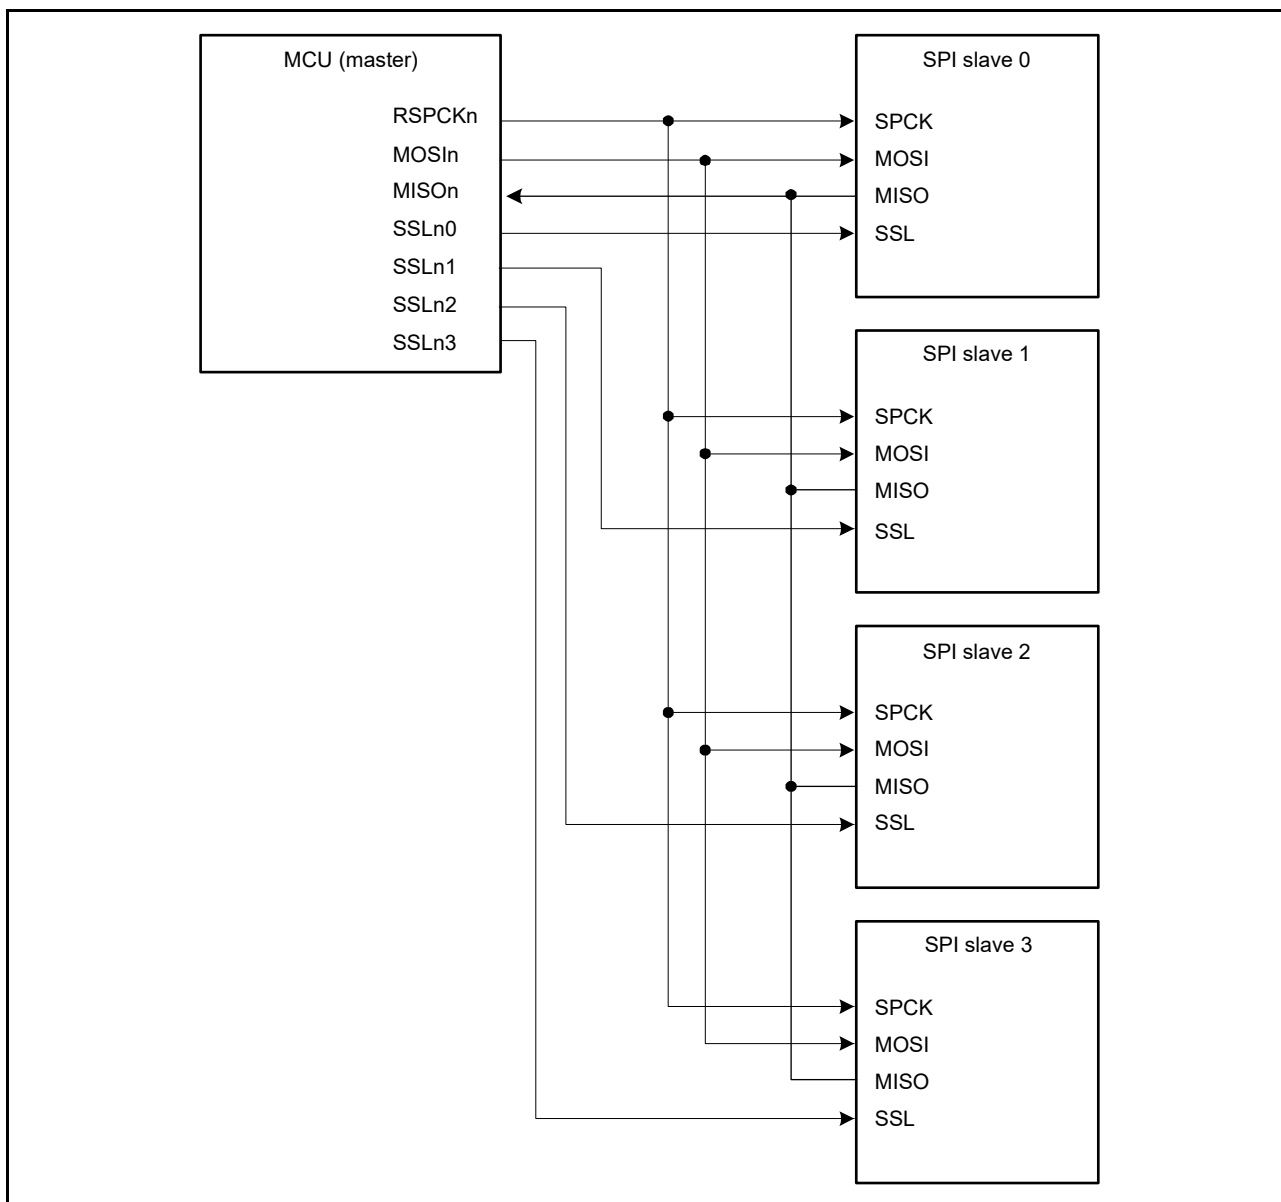 MCU (master)
RSPCKn
MOSIn
MISOn
SSLn0
SSLn1
SSLn2
SSLn3
SPI slave 0
SPCK
MOSI
MISO
SSL
SPI slave 1
SPCK
MOSI
MISO
SSL
SPI slave 2
SPCK
MOSI
MISO
SSL
SPI slave 3
SPCK
MOSI
MISO
SSL